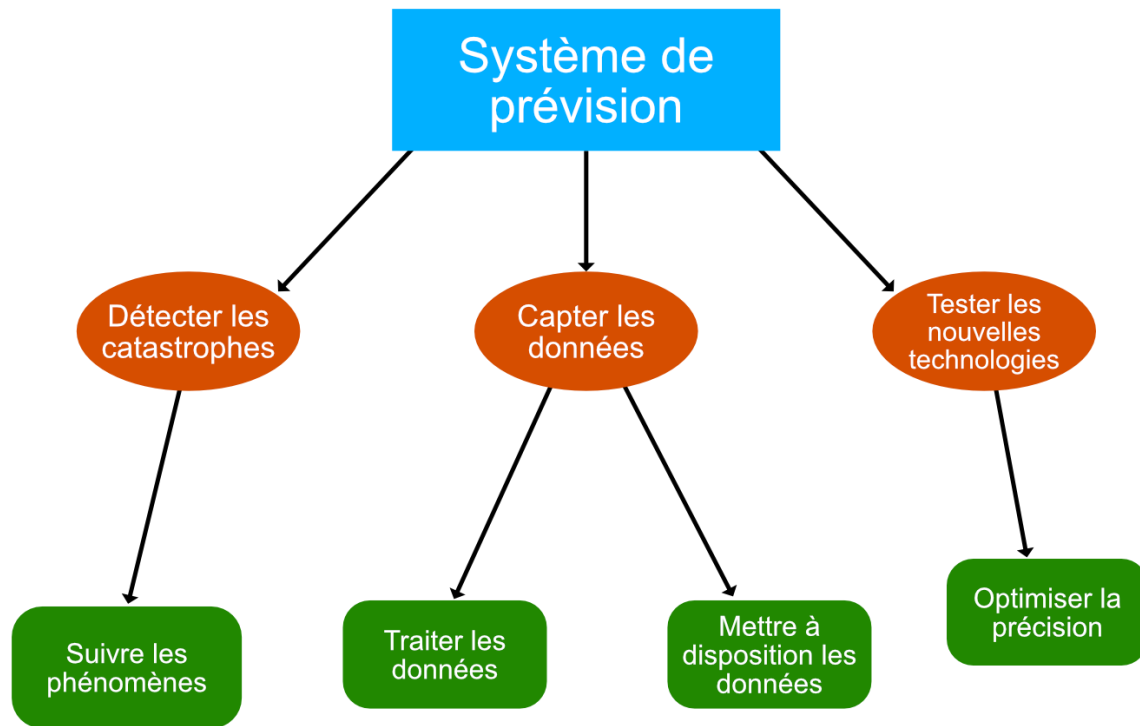 Système de
prévision
Détecter les
catastrophes
Capter les
données
Tester les
nouvelles
technologies
Suivre les
phénomènes
Traiter les
données
Mettre à
disposition les
données
Optimiser la
précision